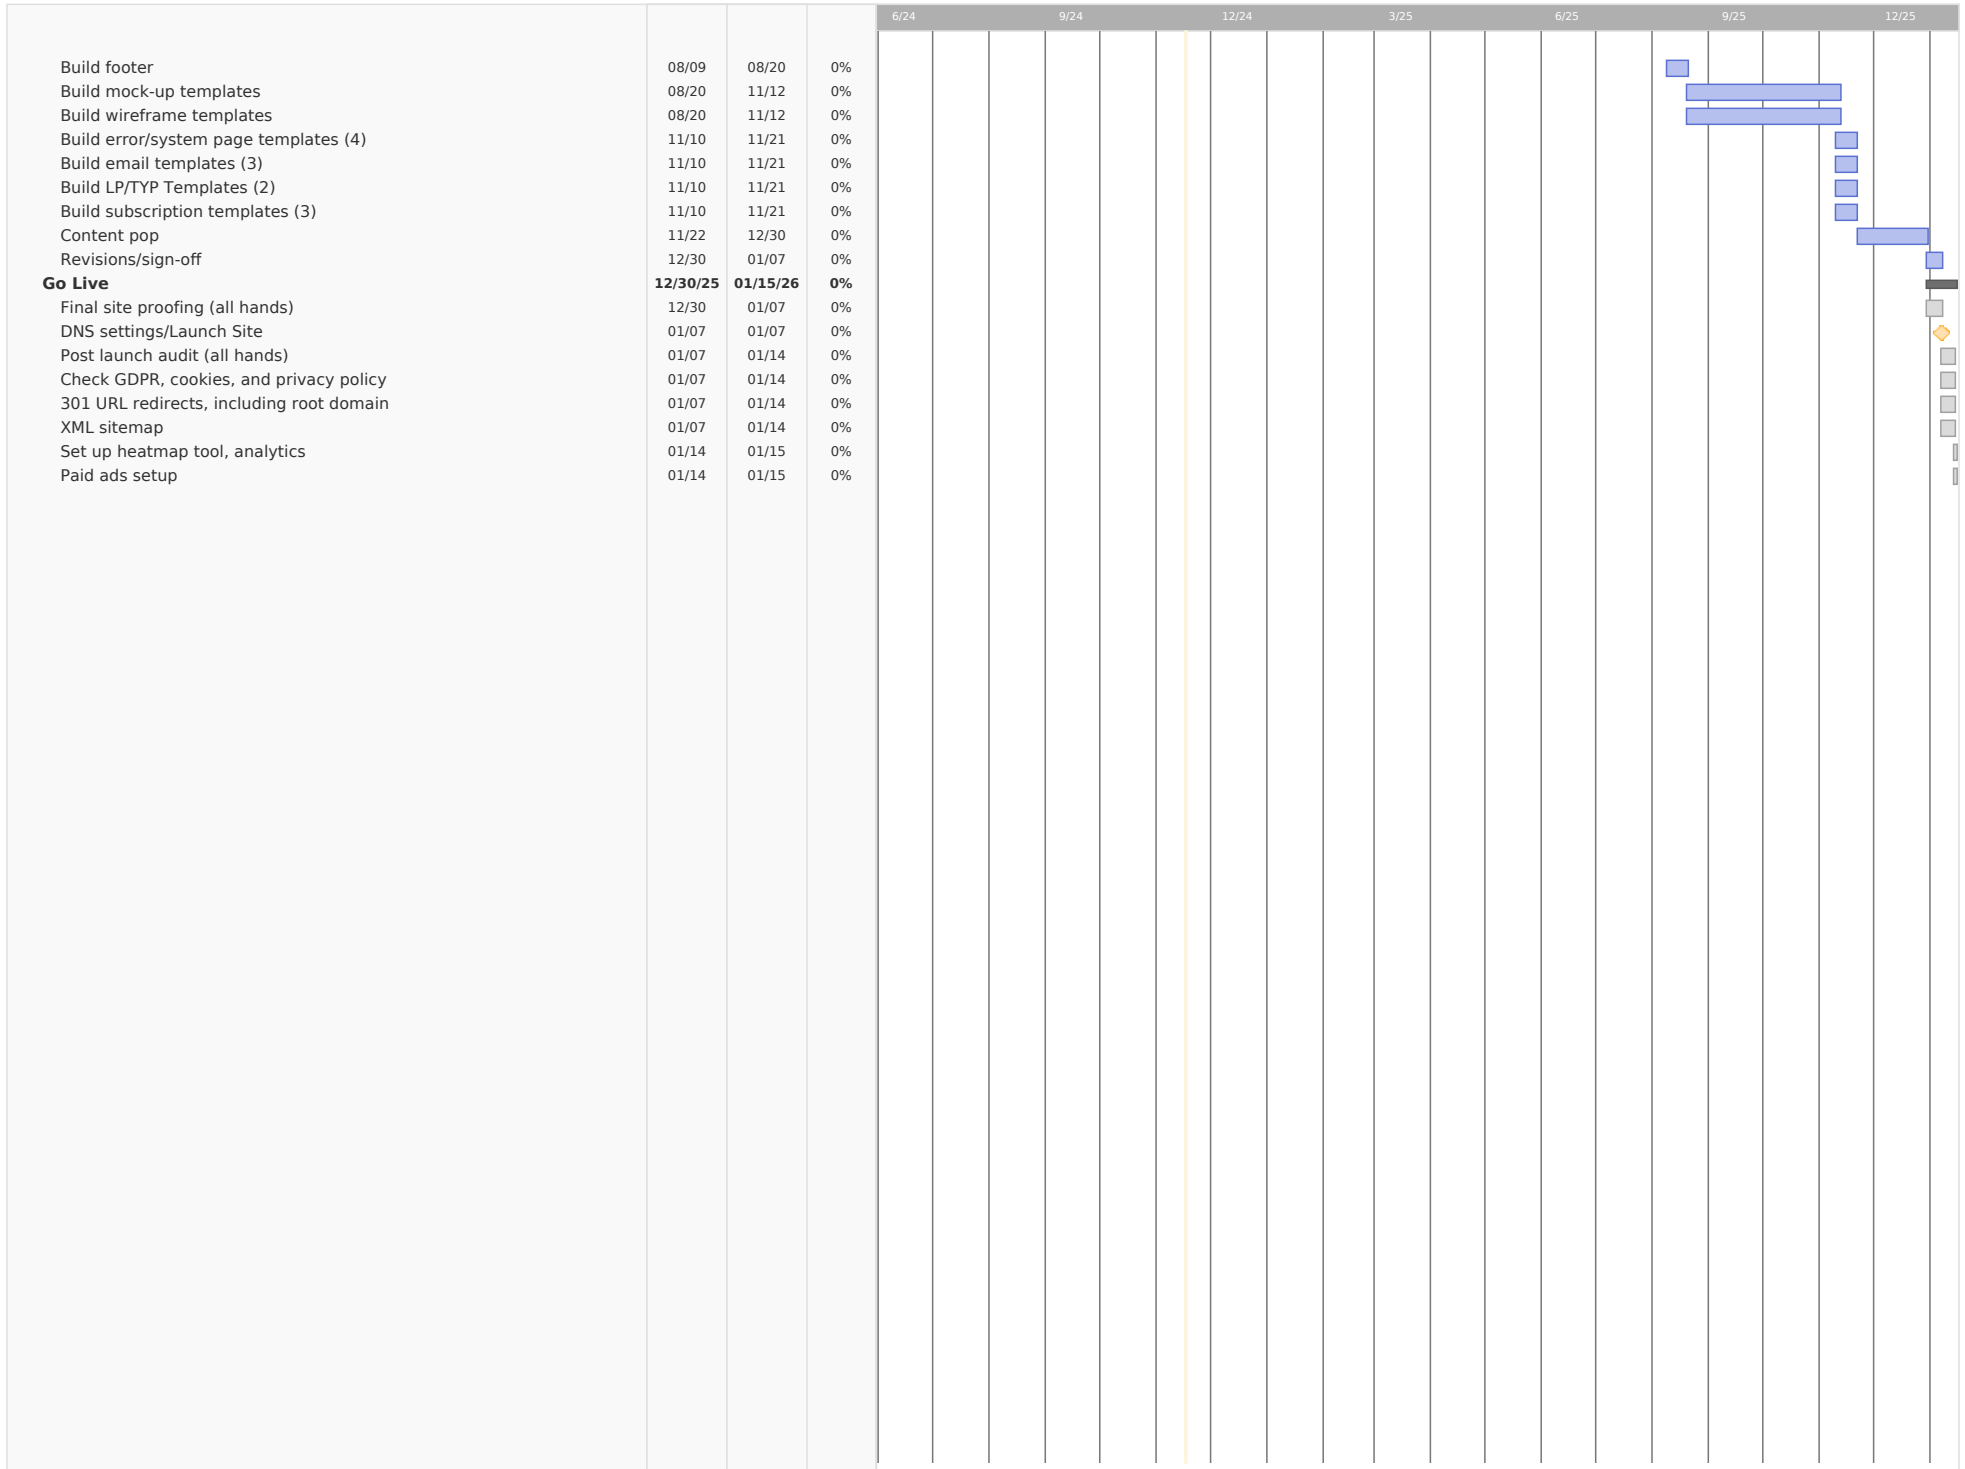 6/24 9/24 12/24 3/25 6/25 9/25 12/25
Build footer 08/09 08/20 0%
Build mock-up templates 08/20 11/12 0%
Build wireframe templates 08/20 11/12 0%
Build error/system page templates (4) 11/10 11/21 0%
Build email templates (3) 11/10 11/21 0%
Build LP/TYP Templates (2) 11/10 11/21 0%
Build subscription templates (3) 11/10 11/21 0%
Content pop 11/22 12/30 0%
Revisions/sign-off 12/30 01/07 0%
Go Live 12/30/25 01/15/26 0%
Final site proofing (all hands) 12/30 01/07 0%
DNS settings/Launch Site 01/07 01/07 0%
Post launch audit (all hands) 01/07 01/14 0%
Check GDPR, cookies, and privacy policy 01/07 01/14 0%
301 URL redirects, including root domain 01/07 01/14 0%
XML sitemap 01/07 01/14 0%
Set up heatmap tool, analytics 01/14 01/15 0%
Paid ads setup 01/14 01/15 0%